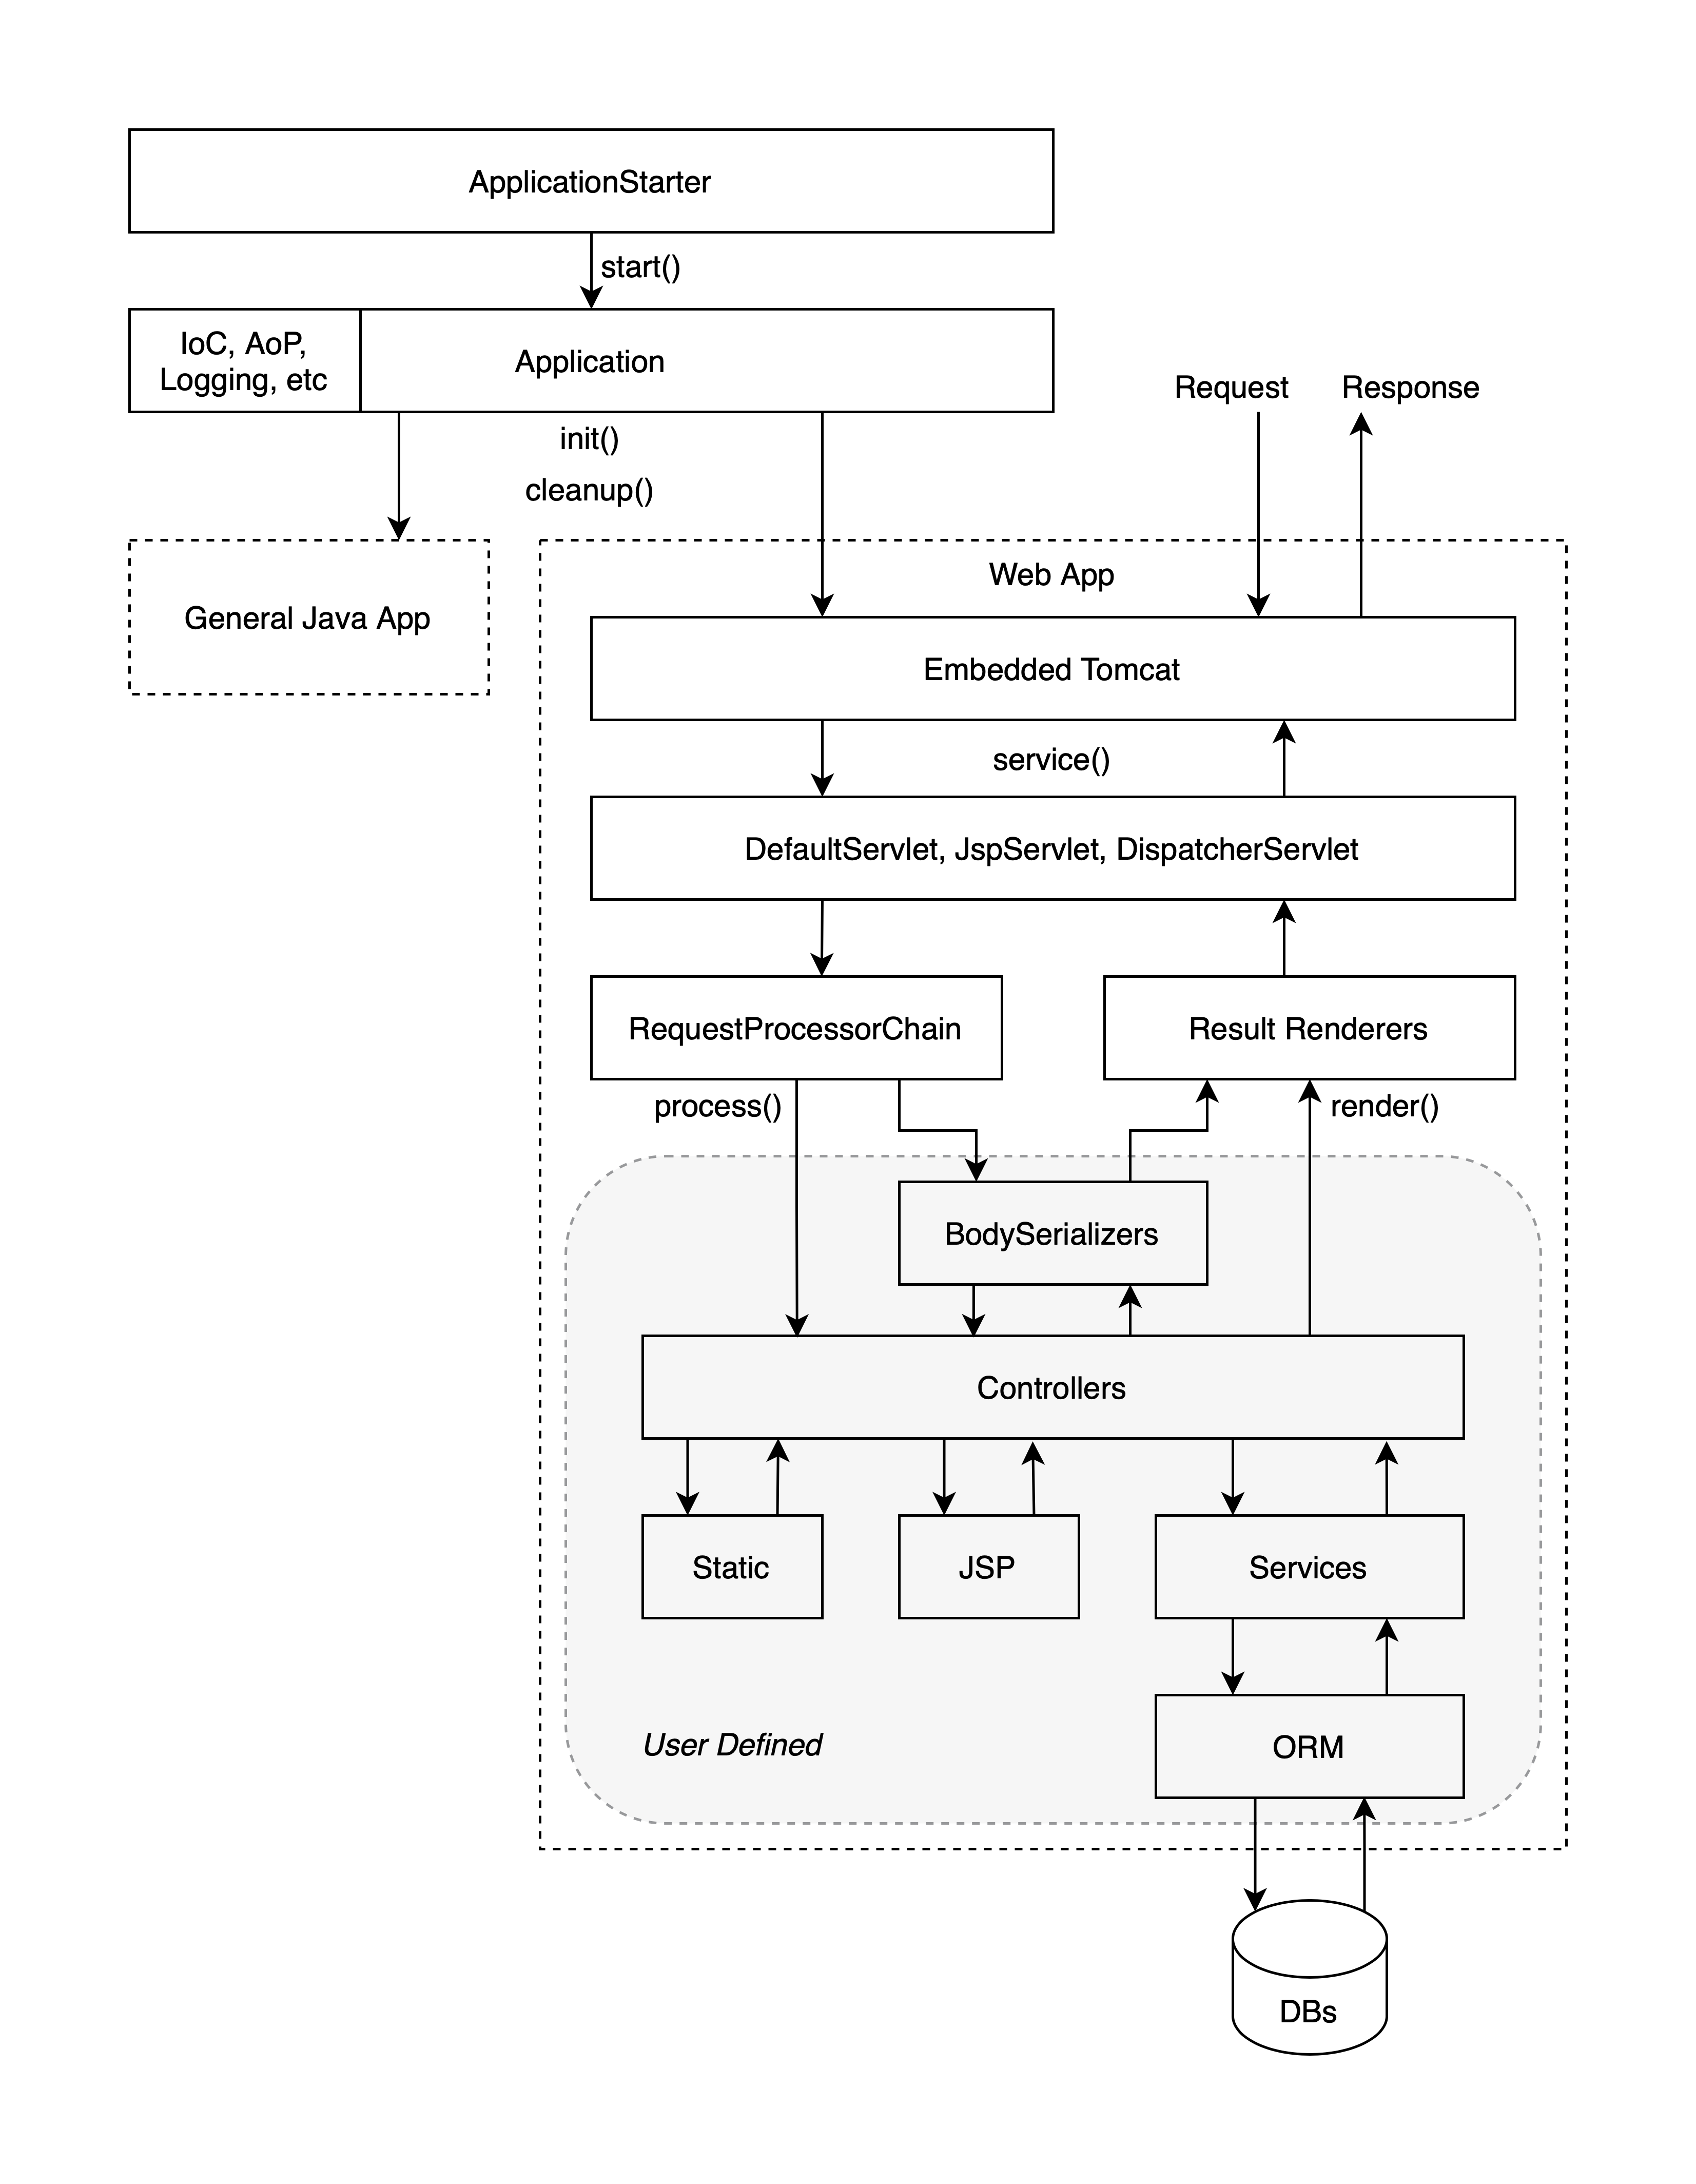 ApplicationStarter
start()
IoC, AoP,
Logging, etc
Application
Request
Response
init()
cleanup()
General Java App
Web App
Embedded Tomcat
service()
DefaultServlet, JspServlet, DispatcherServlet
RequestProcessorChain
Result Renderers
process()
render()
BodySerializers
Controllers
Static
JSP
Services
User Defined
ORM
DBs